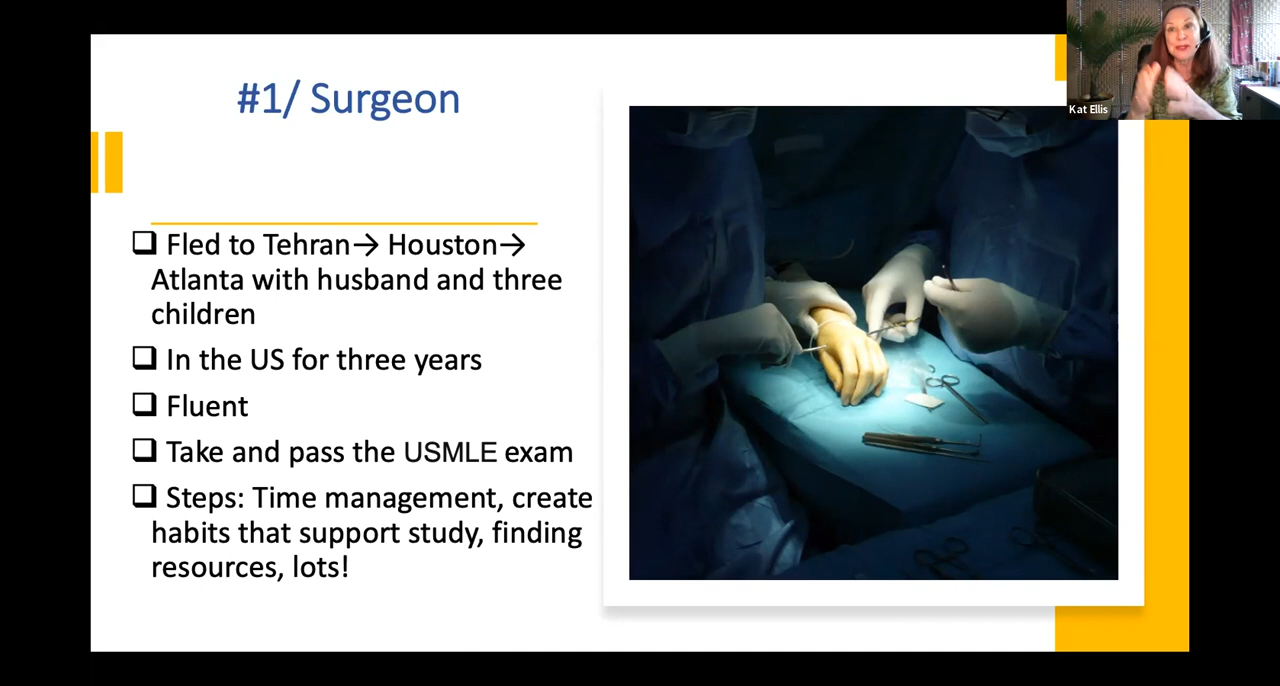 #1/ Surgeon
Kat Ellis
❑ Fled to Tehran→ Houston→
Atlanta with husband and three
children
❑ In the US for three years
❑ Fluent
❑ Take and pass the USMLE exam
❑ Steps: Time management, create
habits that support study, finding
resources, lots!